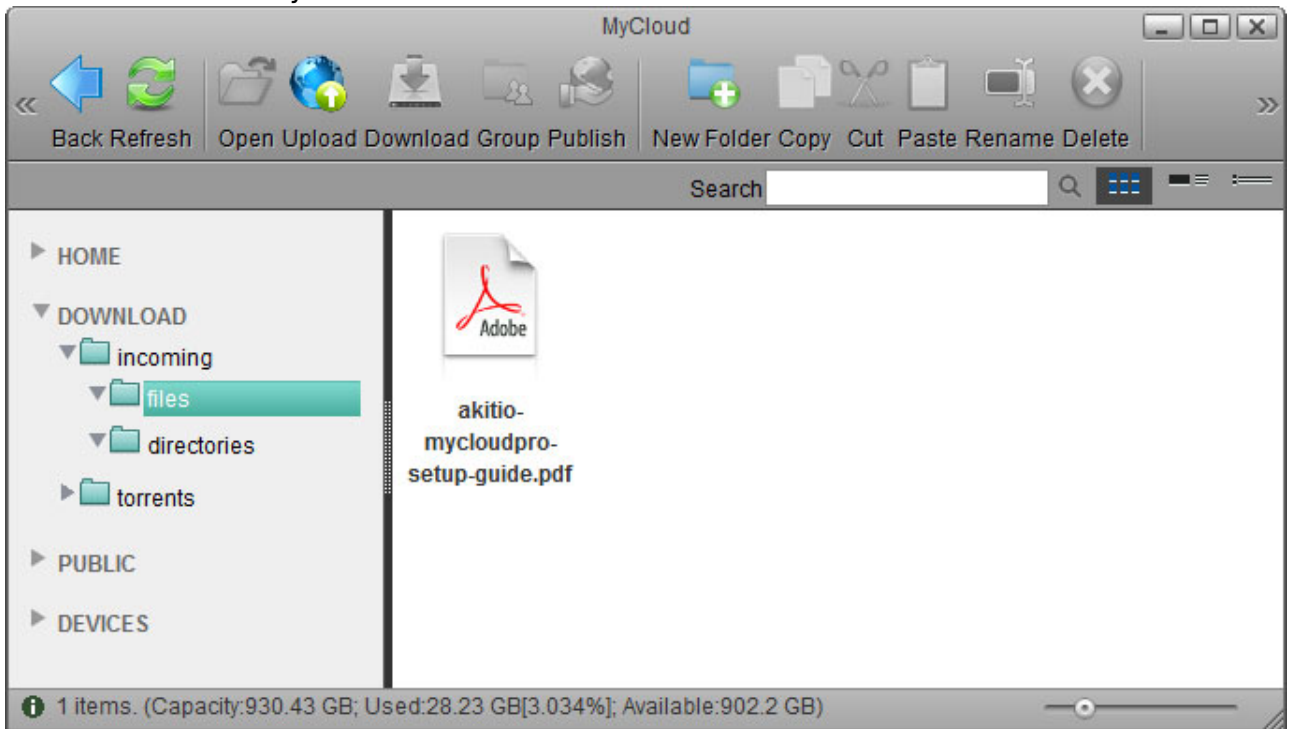 MyCloud
Back Refresh Open Upload Download Group Publish New Folder Copy Cut Paste Rename Delete
Search
HOME
DOWNLOAD
incoming
files
directories
torrents
PUBLIC
DEVICES
Adobe
akitio-
mycloudpro-
setup-guide.pdf
1 items. (Capacity:930.43 GB; Used:28.23 GB[3.034%]; Available:902.2 GB)